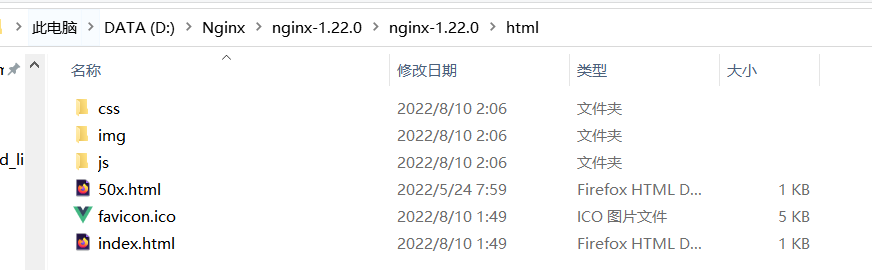 此电脑 > DATA (D:) > Nginx > nginx-1.22.0 > nginx-1.22.0 > html
名称 修改日期 类型 大小
css 2022/8/10 2:06 文件夹
img 2022/8/10 2:06 文件夹
js 2022/8/10 2:06 文件夹
d_li
50x.html 2022/5/24 7:59 Firefox HTML D... 1 KB
favicon.ico 2022/8/10 1:49 ICO 图片文件 5 KB
index.html 2022/8/10 1:49 Firefox HTML D... 1 KB